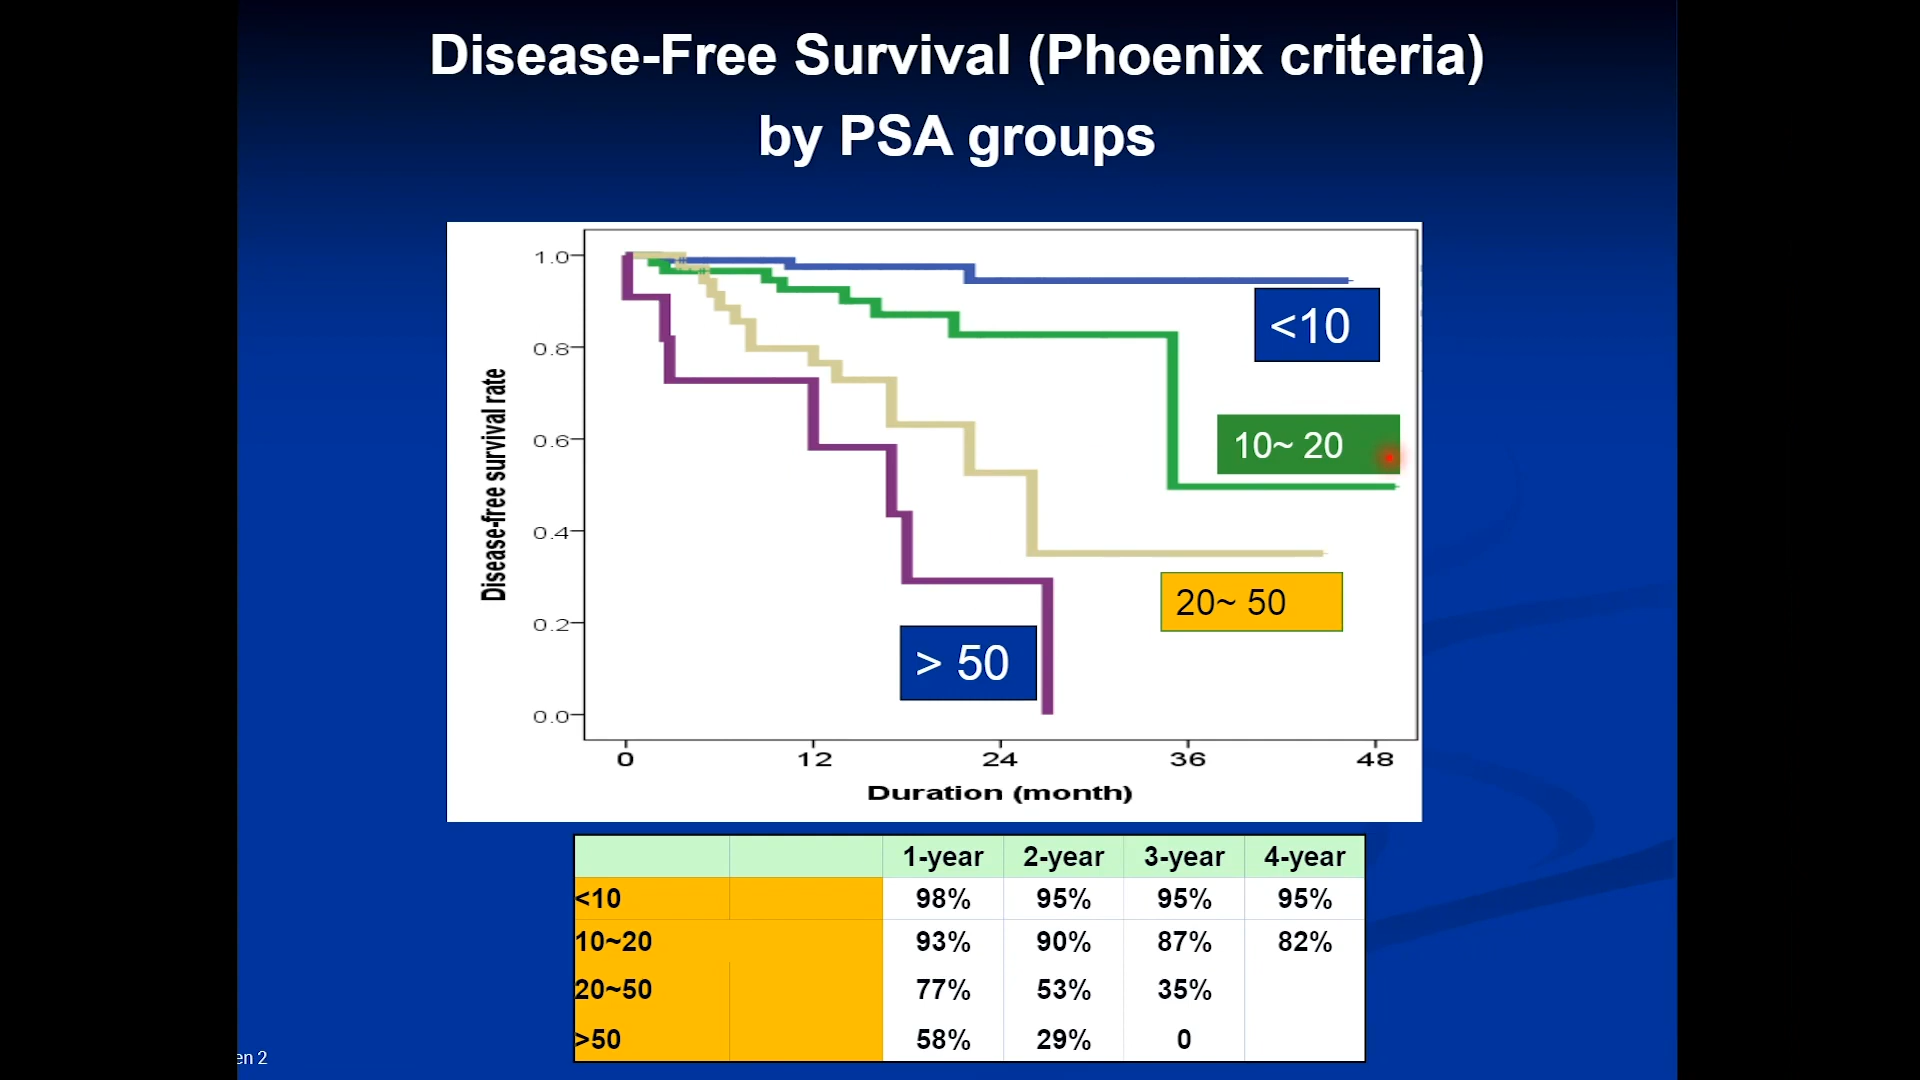 Disease-Free Survival (Phoenix criteria)
by PSA groups
1.0
0.8
0.6
0.4
0.2
0.0
Disease-free survival rate
<10
10~ 20
20~ 50
> 50
0 12 24 36 48
Duration (month)
1-year 2-year 3-year 4-year
<10 98% 95% 95% 95%
10~20 93% 90% 87% 82%
20~50 77% 53% 35%
>50 58% 29% 0
en 2